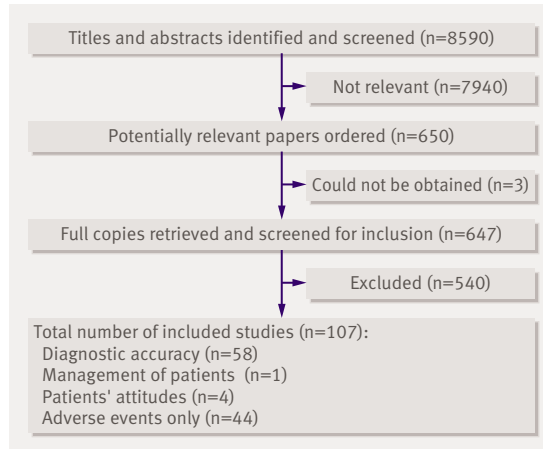 Titles and abstracts identified and screened (n=8590)
Not relevant (n=7940)
Potentially relevant papers ordered (n=650)
Could not be obtained (n=3)
Full copies retrieved and screened for inclusion (n=647)
Excluded (n=540)
Total number of included studies (n=107):
Diagnostic accuracy (n=58)
Management of patients (n=1)
Patients' attitudes (n=4)
Adverse events only (n=44)